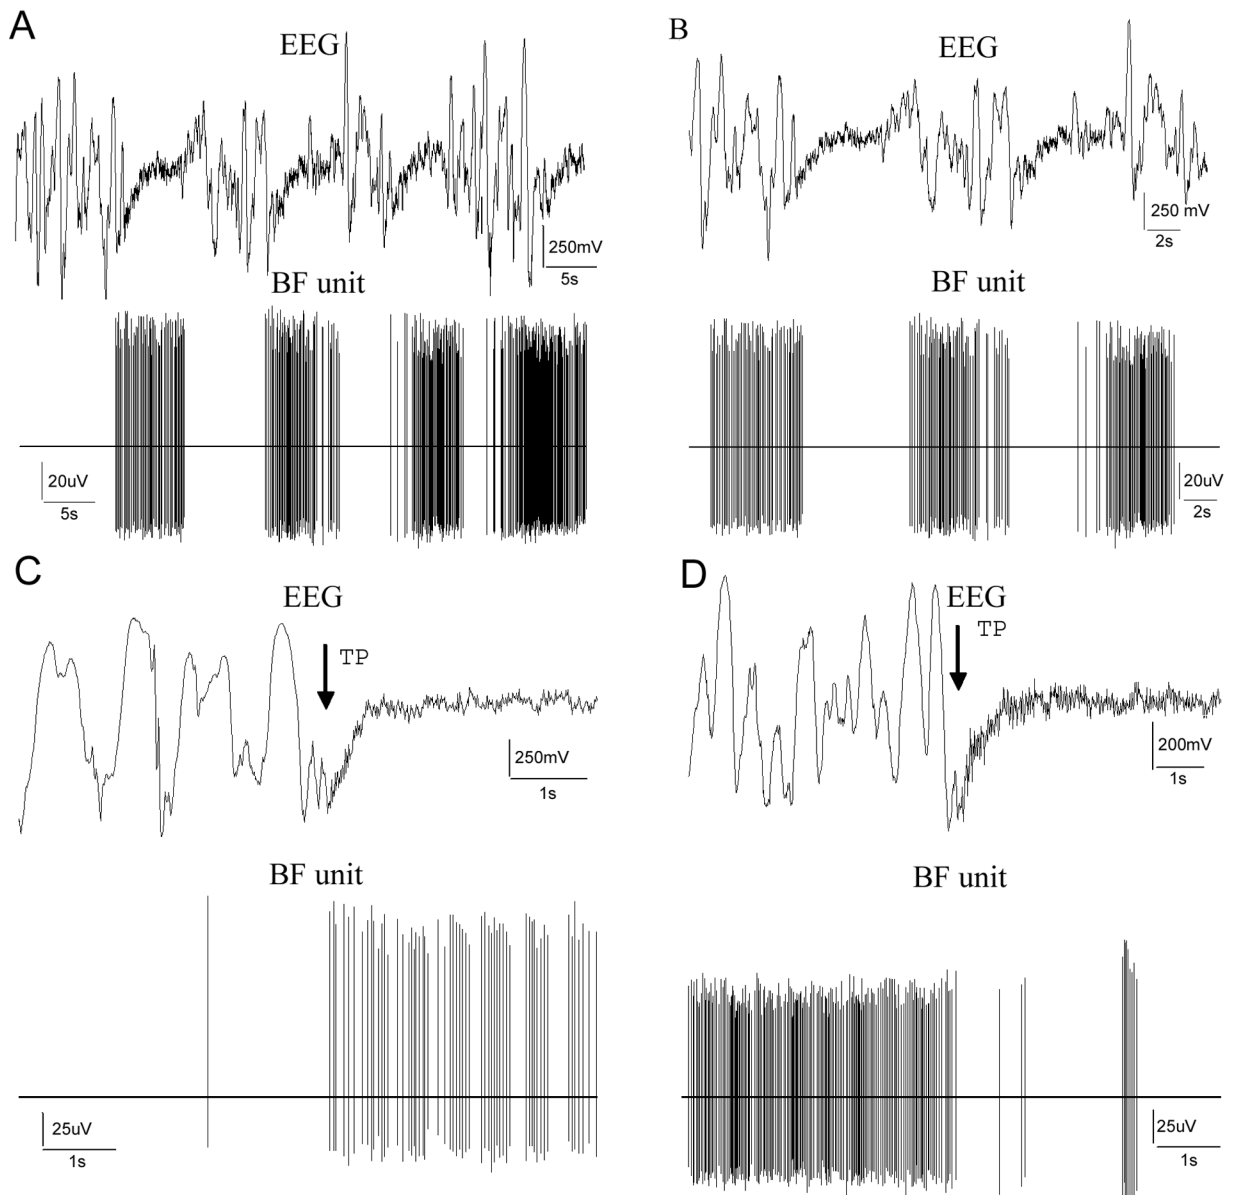 A
EEG
250mV
5s
BF unit
20uV
5s
B
EEG
250 mV
2s
BF unit
20uV
2s
C
EEG
TP
250mV
1s
BF unit
25uV
1s
D
EEG
TP
200mV
1s
BF unit
25uV
1s